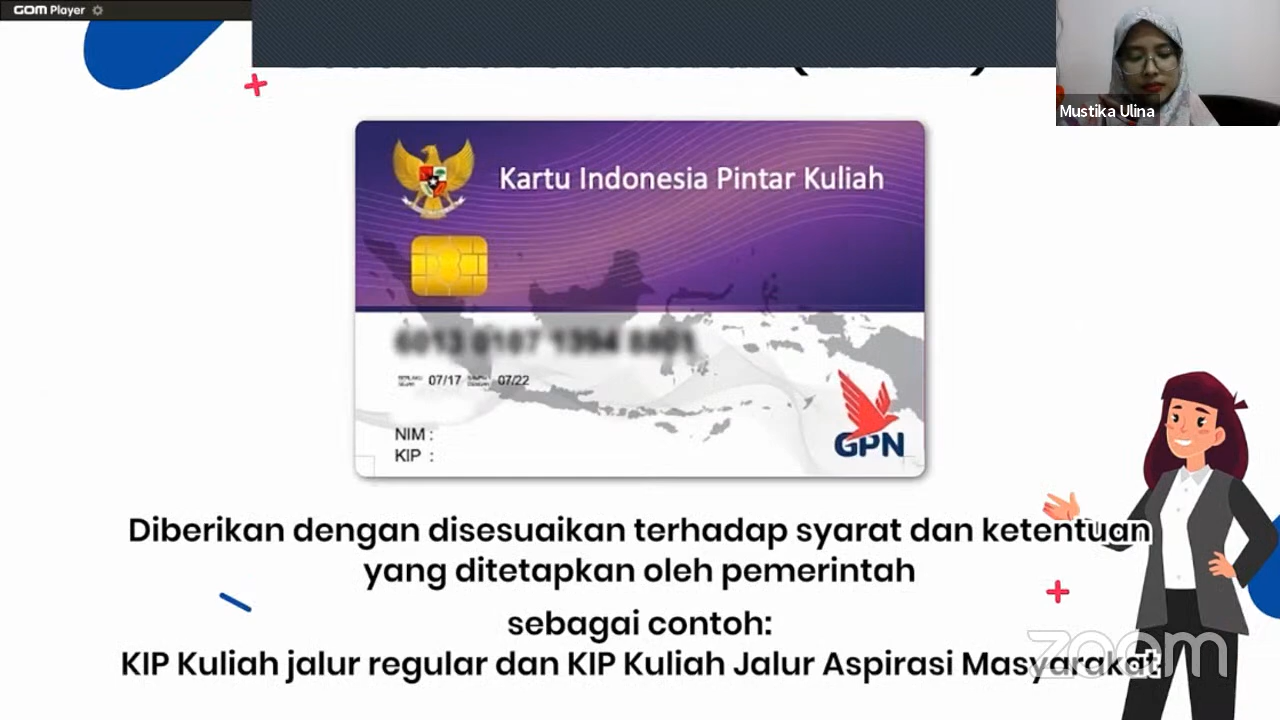 GOM Player
Mustika Ulina
Kartu Indonesia Pintar Kuliah
07/17
07/22
NIM :
KIP :
GPN
Diberikan dengan disesuaikan terhadap syarat dan ketentuan
yang ditetapkan oleh pemerintah
sebagai contoh:
KIP Kuliah jalur regular dan KIP Kuliah Jalur Aspirasi Masyarakat
zoom